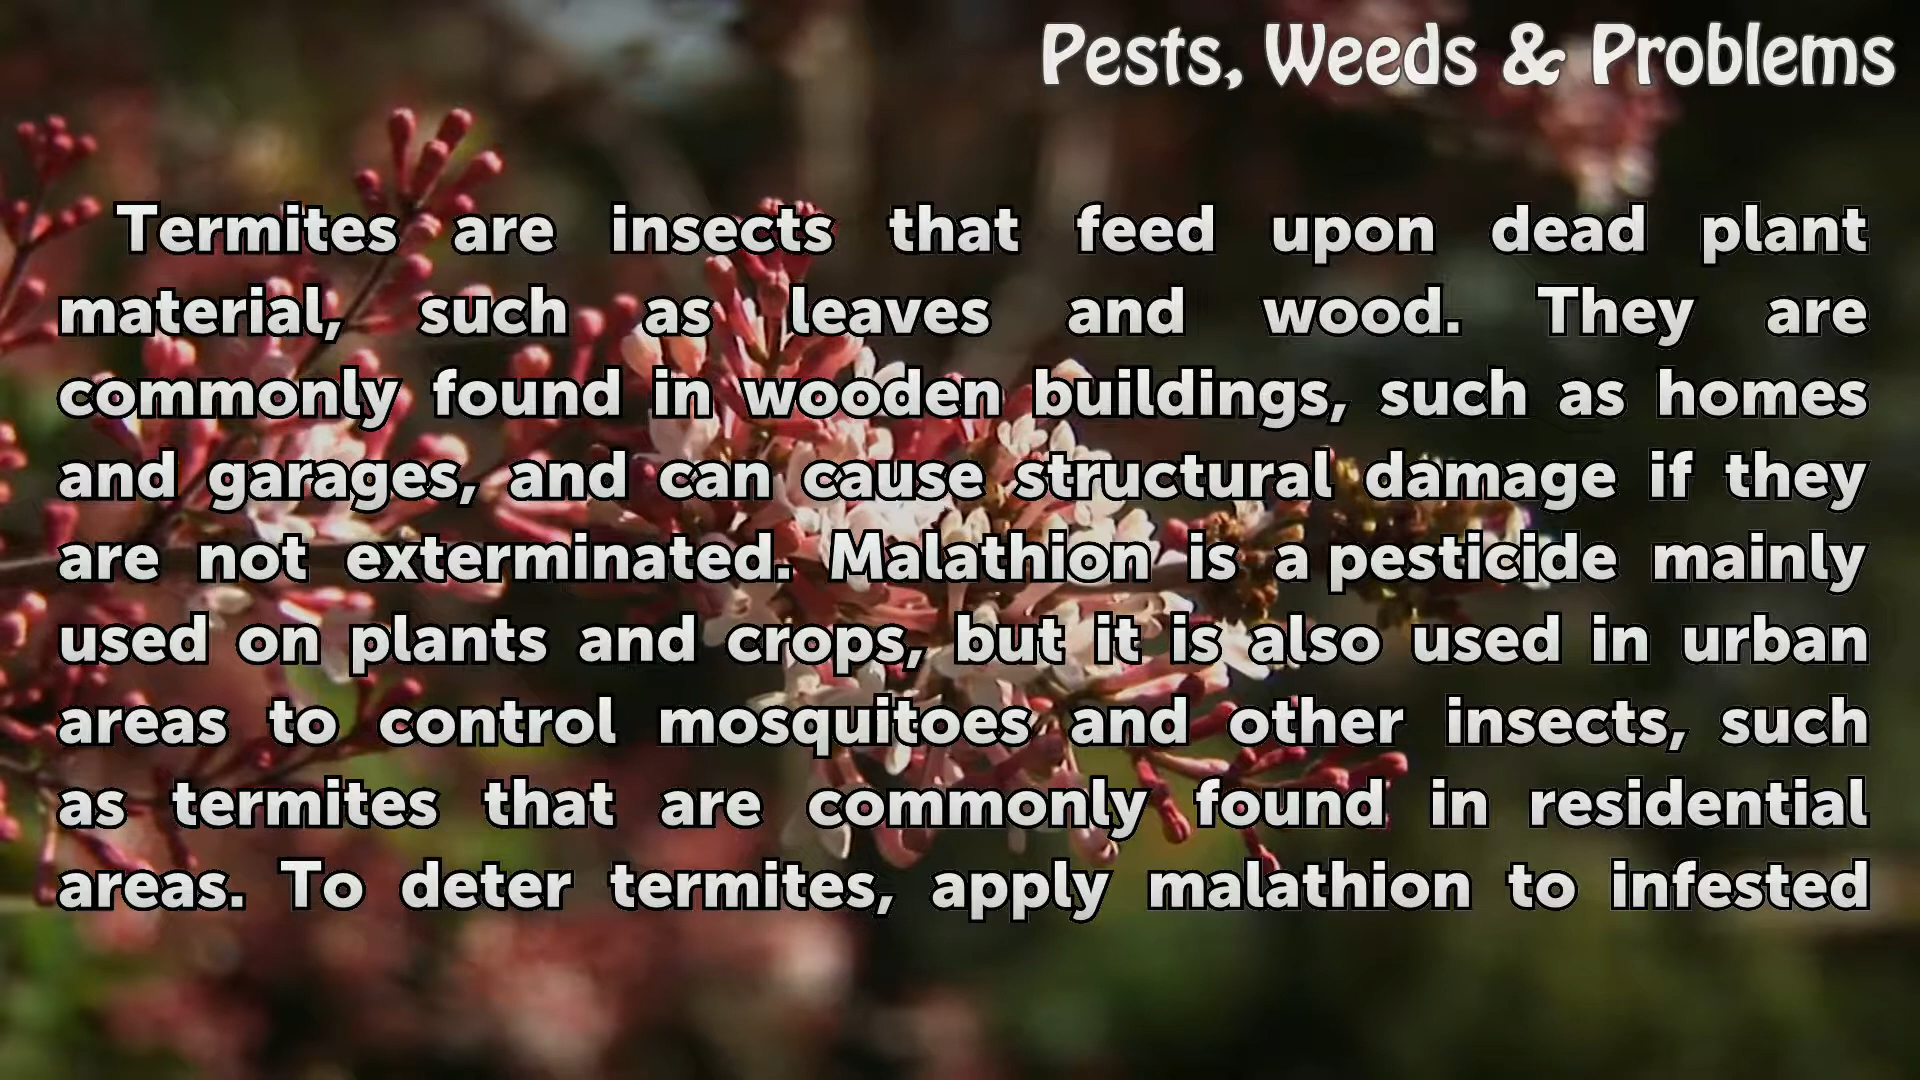 Pests, Weeds & Problems
Termites are insects that feed upon dead plant
material, such as leaves and wood. They are
commonly found in wooden buildings, such as homes
and garages, and can cause structural damage if they
are not exterminated. Malathion is a pesticide mainly
used on plants and crops, but it is also used in urban
areas to control mosquitoes and other insects, such
as termites that are commonly found in residential
areas. To deter termites, apply malathion to infested